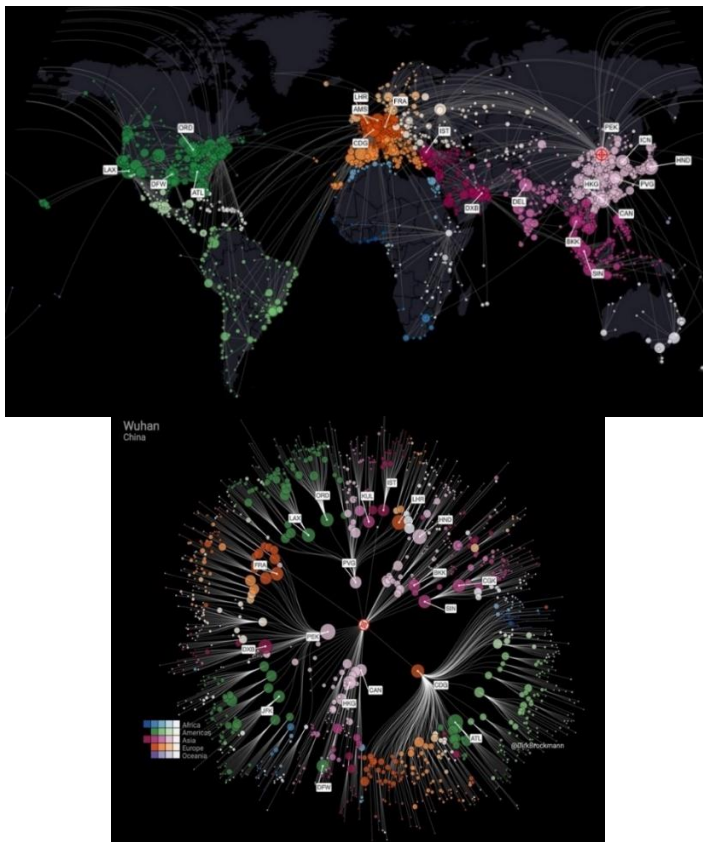 LHR
AMS
FRA
ORD
IST
PEK
ICN
CDG
LAX
HND
DFW
HKG
PVG
ATL
DEL
DXB
CAN
BKK
SIN
Wuhan
China
IST
ORD
KUL
LHR
LAX
HND
PVG
FRA
BKK
CGK
SIN
PEK
DXB
CDG
CAN
HKG
JFK
Africa
Americas
Asia
Europe
Oceania
ATL
@DirkBrockmann
DFW